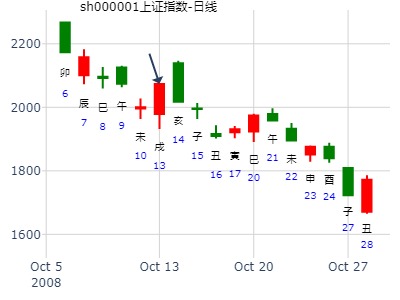 sh000001上证指数-日线
2200
2000
1800
1600
卯
6
辰
7
巳
8
午
9
未
10
戌
13
亥
14
子
15
丑
16
寅
17
巳
20
午
21
未
22
申
23
酉
24
子
27
丑
28
Oct 5
2008
Oct 13
Oct 20
Oct 27